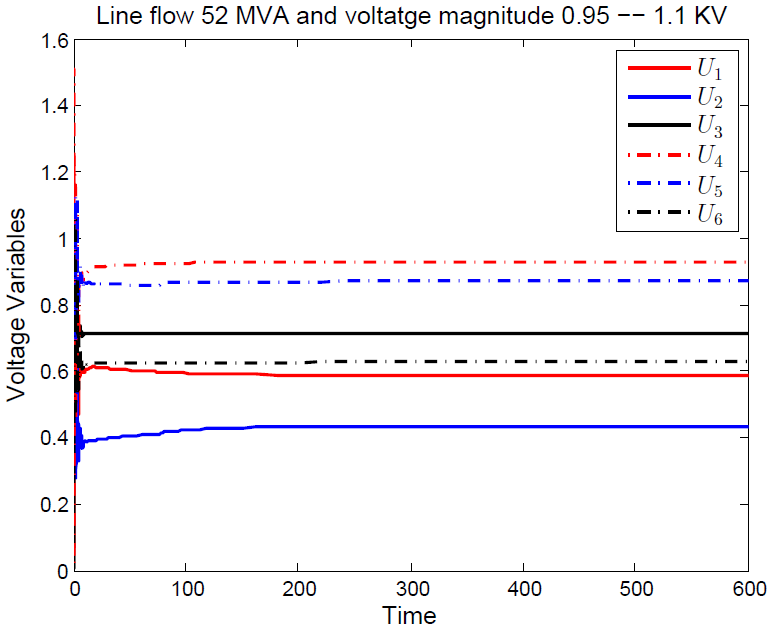 Line flow 52 MVA and voltatge magnitude 0.95 −− 1.1 KV
1.6
1.4
1.2
1
0.8
0.6
0.4
0.2
0
Voltage Variables
U1
U2
U3
U4
U5
U6
0 100 200 300 400 500 600
Time